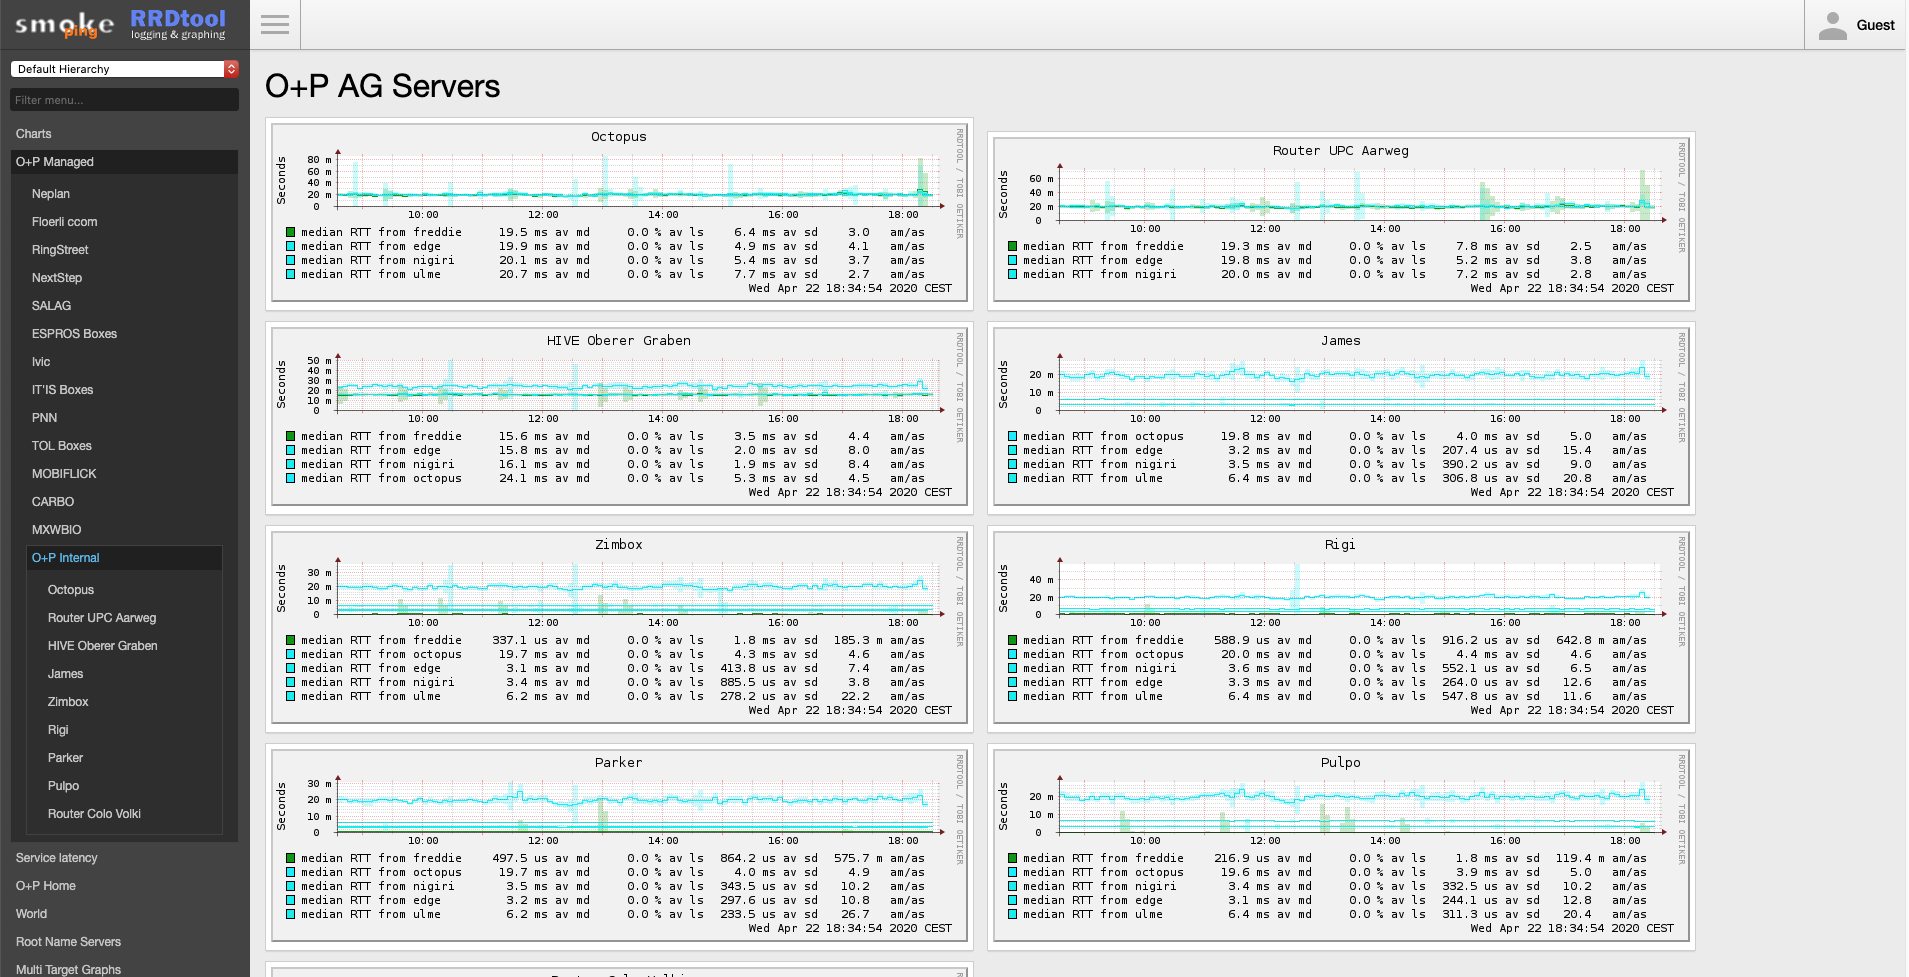 smokeping
RRDtool
logging & graphing
Guest
Default Hierarchy
Filter menu...
Charts
O+P Managed
Neplan
Floerli ccom
RingStreet
NextStep
SALAG
ESPROS Boxes
Ivic
IT'IS Boxes
PNN
TOL Boxes
MOBIFLICK
CARBO
MXWBIO
O+P Internal
Octopus
Router UPC Aarweg
HIVE Oberer Graben
James
Zimbox
Rigi
Parker
Pulpo
Router Colo Volki
Service latency
O+P Home
World
Root Name Servers
Multi Target Graphs
O+P AG Servers
Octopus
RRDTOOL / TOBI OETIKER
Seconds
80 m
60 m
40 m
20 m
0
10:00 12:00 14:00 16:00 18:00
median RTT from freddie 19.5 ms av md 0.0 % av ls 6.4 ms av sd 3.0 am/as
median RTT from edge 19.9 ms av md 0.0 % av ls 4.9 ms av sd 4.1 am/as
median RTT from nigiri 20.1 ms av md 0.0 % av ls 5.4 ms av sd 3.7 am/as
median RTT from ulme 20.7 ms av md 0.0 % av ls 7.7 ms av sd 2.7 am/as
Wed Apr 22 18:34:54 2020 CEST
Router UPC Aarweg
RRDTOOL / TOBI OETIKER
Seconds
60 m
40 m
20 m
0
10:00 12:00 14:00 16:00 18:00
median RTT from freddie 19.3 ms av md 0.0 % av ls 7.8 ms av sd 2.5 am/as
median RTT from edge 19.8 ms av md 0.0 % av ls 5.2 ms av sd 3.8 am/as
median RTT from nigiri 20.0 ms av md 0.0 % av ls 7.2 ms av sd 2.8 am/as
Wed Apr 22 18:34:54 2020 CEST
HIVE Oberer Graben
RRDTOOL / TOBI OETIKER
Seconds
50 m
40 m
30 m
20 m
10 m
0
10:00 12:00 14:00 16:00 18:00
median RTT from freddie 15.6 ms av md 0.0 % av ls 3.5 ms av sd 4.4 am/as
median RTT from edge 15.8 ms av md 0.0 % av ls 2.0 ms av sd 8.0 am/as
median RTT from nigiri 16.1 ms av md 0.0 % av ls 1.9 ms av sd 8.4 am/as
median RTT from octopus 24.1 ms av md 0.0 % av ls 5.3 ms av sd 4.5 am/as
Wed Apr 22 18:34:54 2020 CEST
James
RRDTOOL / TOBI OETIKER
Seconds
20 m
10 m
0
10:00 12:00 14:00 16:00 18:00
median RTT from octopus 19.8 ms av md 0.0 % av ls 4.0 ms av sd 5.0 am/as
median RTT from edge 3.2 ms av md 0.0 % av ls 207.4 us av sd 15.4 am/as
median RTT from nigiri 3.5 ms av md 0.0 % av ls 390.2 us av sd 9.0 am/as
median RTT from ulme 6.4 ms av md 0.0 % av ls 306.8 us av sd 20.8 am/as
Wed Apr 22 18:34:54 2020 CEST
Zimbox
RRDTOOL / TOBI OETIKER
Seconds
30 m
20 m
10 m
0
10:00 12:00 14:00 16:00 18:00
median RTT from freddie 337.1 us av md 0.0 % av ls 1.8 ms av sd 185.3 m am/as
median RTT from octopus 19.7 ms av md 0.0 % av ls 4.3 ms av sd 4.6 am/as
median RTT from edge 3.1 ms av md 0.0 % av ls 413.8 us av sd 7.4 am/as
median RTT from nigiri 3.4 ms av md 0.0 % av ls 885.5 us av sd 3.8 am/as
median RTT from ulme 6.2 ms av md 0.0 % av ls 278.2 us av sd 22.2 am/as
Wed Apr 22 18:34:54 2020 CEST
Rigi
RRDTOOL / TOBI OETIKER
Seconds
40 m
20 m
0
10:00 12:00 14:00 16:00 18:00
median RTT from freddie 588.9 us av md 0.0 % av ls 916.2 us av sd 642.8 m am/as
median RTT from octopus 20.0 ms av md 0.0 % av ls 4.4 ms av sd 4.6 am/as
median RTT from nigiri 3.6 ms av md 0.0 % av ls 552.1 us av sd 6.5 am/as
median RTT from edge 3.3 ms av md 0.0 % av ls 264.0 us av sd 12.6 am/as
median RTT from ulme 6.4 ms av md 0.0 % av ls 547.8 us av sd 11.6 am/as
Wed Apr 22 18:34:54 2020 CEST
Parker
RRDTOOL / TOBI OETIKER
Seconds
30 m
20 m
10 m
0
10:00 12:00 14:00 16:00 18:00
median RTT from freddie 497.5 us av md 0.0 % av ls 864.2 us av sd 575.7 m am/as
median RTT from octopus 19.7 ms av md 0.0 % av ls 4.0 ms av sd 4.9 am/as
median RTT from nigiri 3.5 ms av md 0.0 % av ls 343.5 us av sd 10.2 am/as
median RTT from edge 3.2 ms av md 0.0 % av ls 297.6 us av sd 10.8 am/as
median RTT from ulme 6.2 ms av md 0.0 % av ls 233.5 us av sd 26.7 am/as
Wed Apr 22 18:34:54 2020 CEST
Pulpo
RRDTOOL / TOBI OETIKER
Seconds
20 m
10 m
0
10:00 12:00 14:00 16:00 18:00
median RTT from freddie 216.9 us av md 0.0 % av ls 1.8 ms av sd 119.4 m am/as
median RTT from octopus 19.6 ms av md 0.0 % av ls 3.9 ms av sd 5.0 am/as
median RTT from nigiri 3.4 ms av md 0.0 % av ls 332.5 us av sd 10.2 am/as
median RTT from edge 3.1 ms av md 0.0 % av ls 244.1 us av sd 12.8 am/as
median RTT from ulme 6.4 ms av md 0.0 % av ls 311.3 us av sd 20.4 am/as
Wed Apr 22 18:34:54 2020 CEST